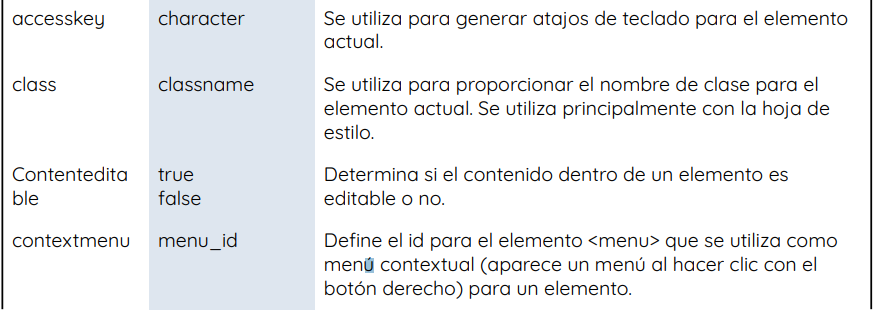 accesskey character Se utiliza para generar atajos de teclado para el elemento
actual.
class classname Se utiliza para proporcionar el nombre de clase para el
elemento actual. Se utiliza principalmente con la hoja de
estilo.
Contentedita true Determina si el contenido dentro de un elemento es
ble false editable o no.
contextmenu menu_id Define el id para el elemento <menu> que se utiliza como
menú contextual (aparece un menú al hacer clic con el
botón derecho) para un elemento.